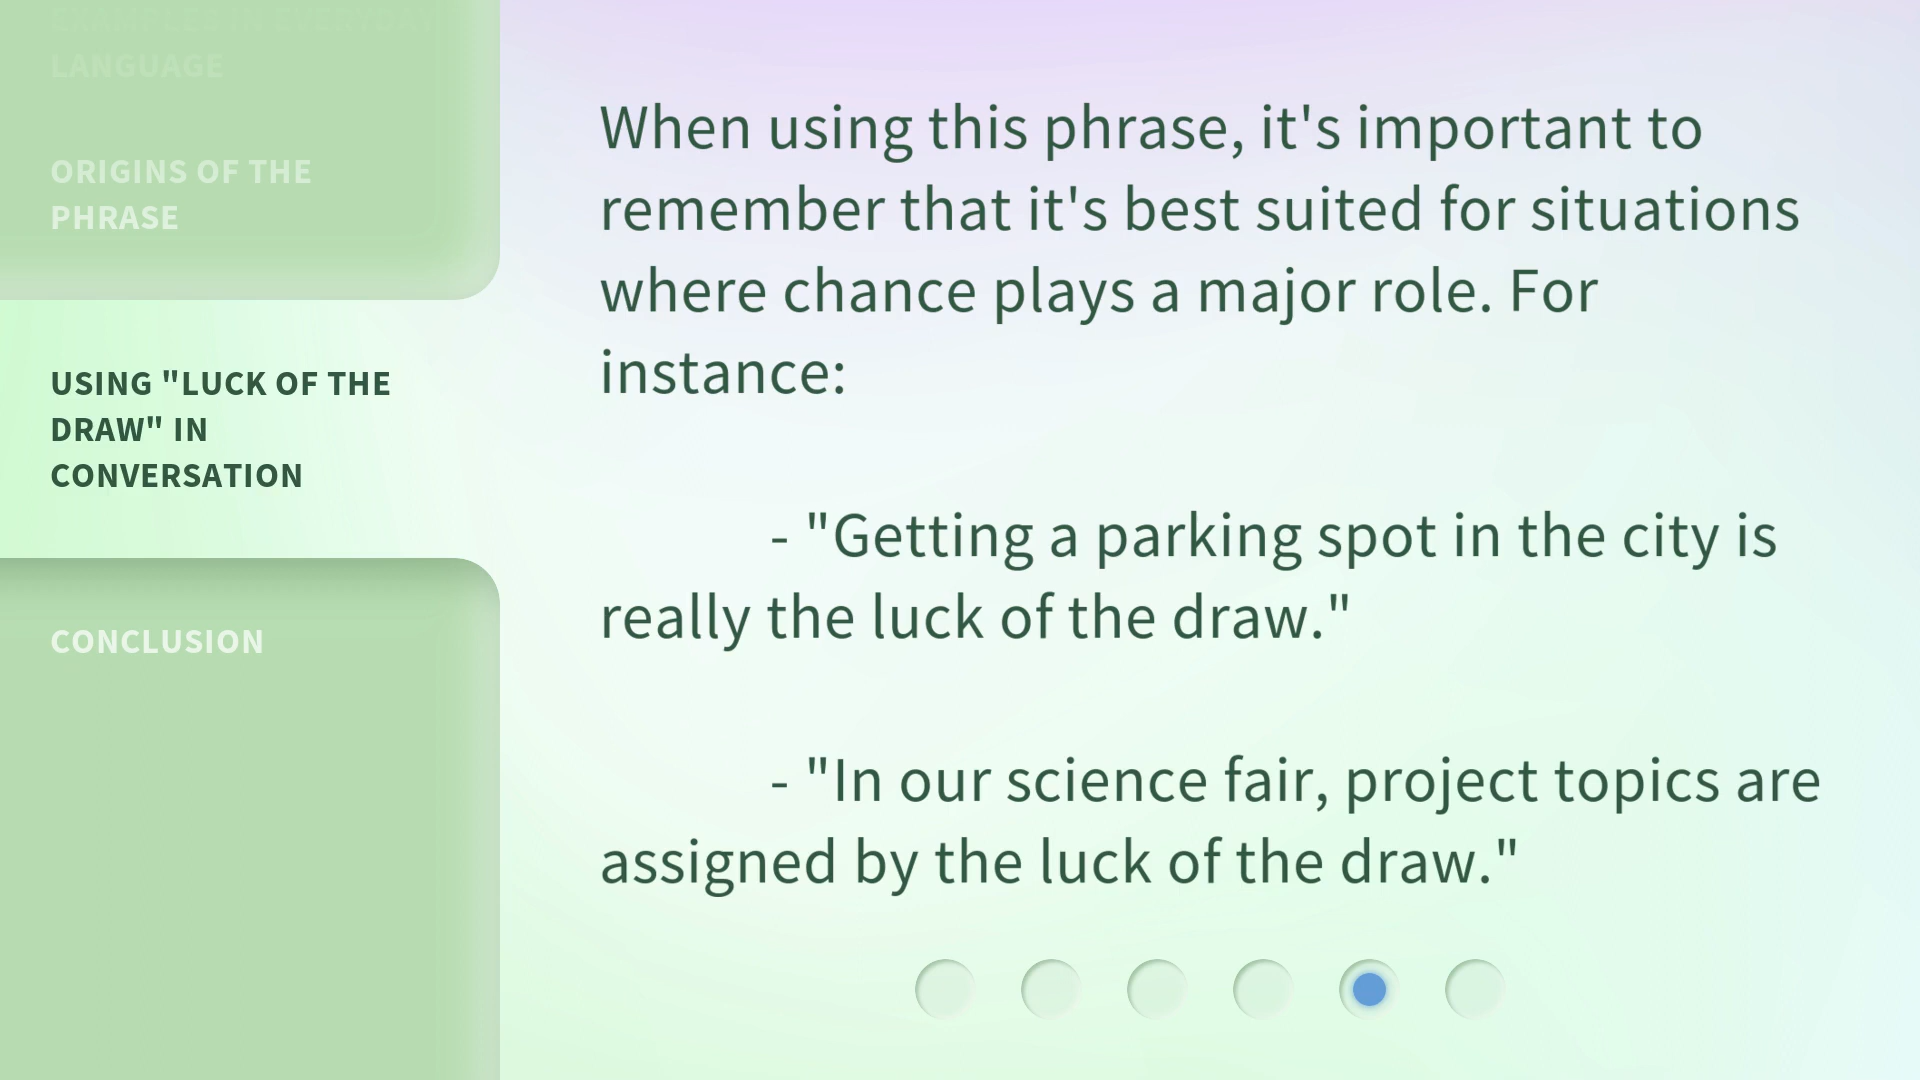 EXAMPLES IN EVERYDAY
LANGUAGE
ORIGINS OF THE
PHRASE
USING "LUCK OF THE
DRAW" IN
CONVERSATION
CONCLUSION
When using this phrase, it's important to
remember that it's best suited for situations
where chance plays a major role. For
instance:
- "Getting a parking spot in the city is
really the luck of the draw."
- "In our science fair, project topics are
assigned by the luck of the draw."